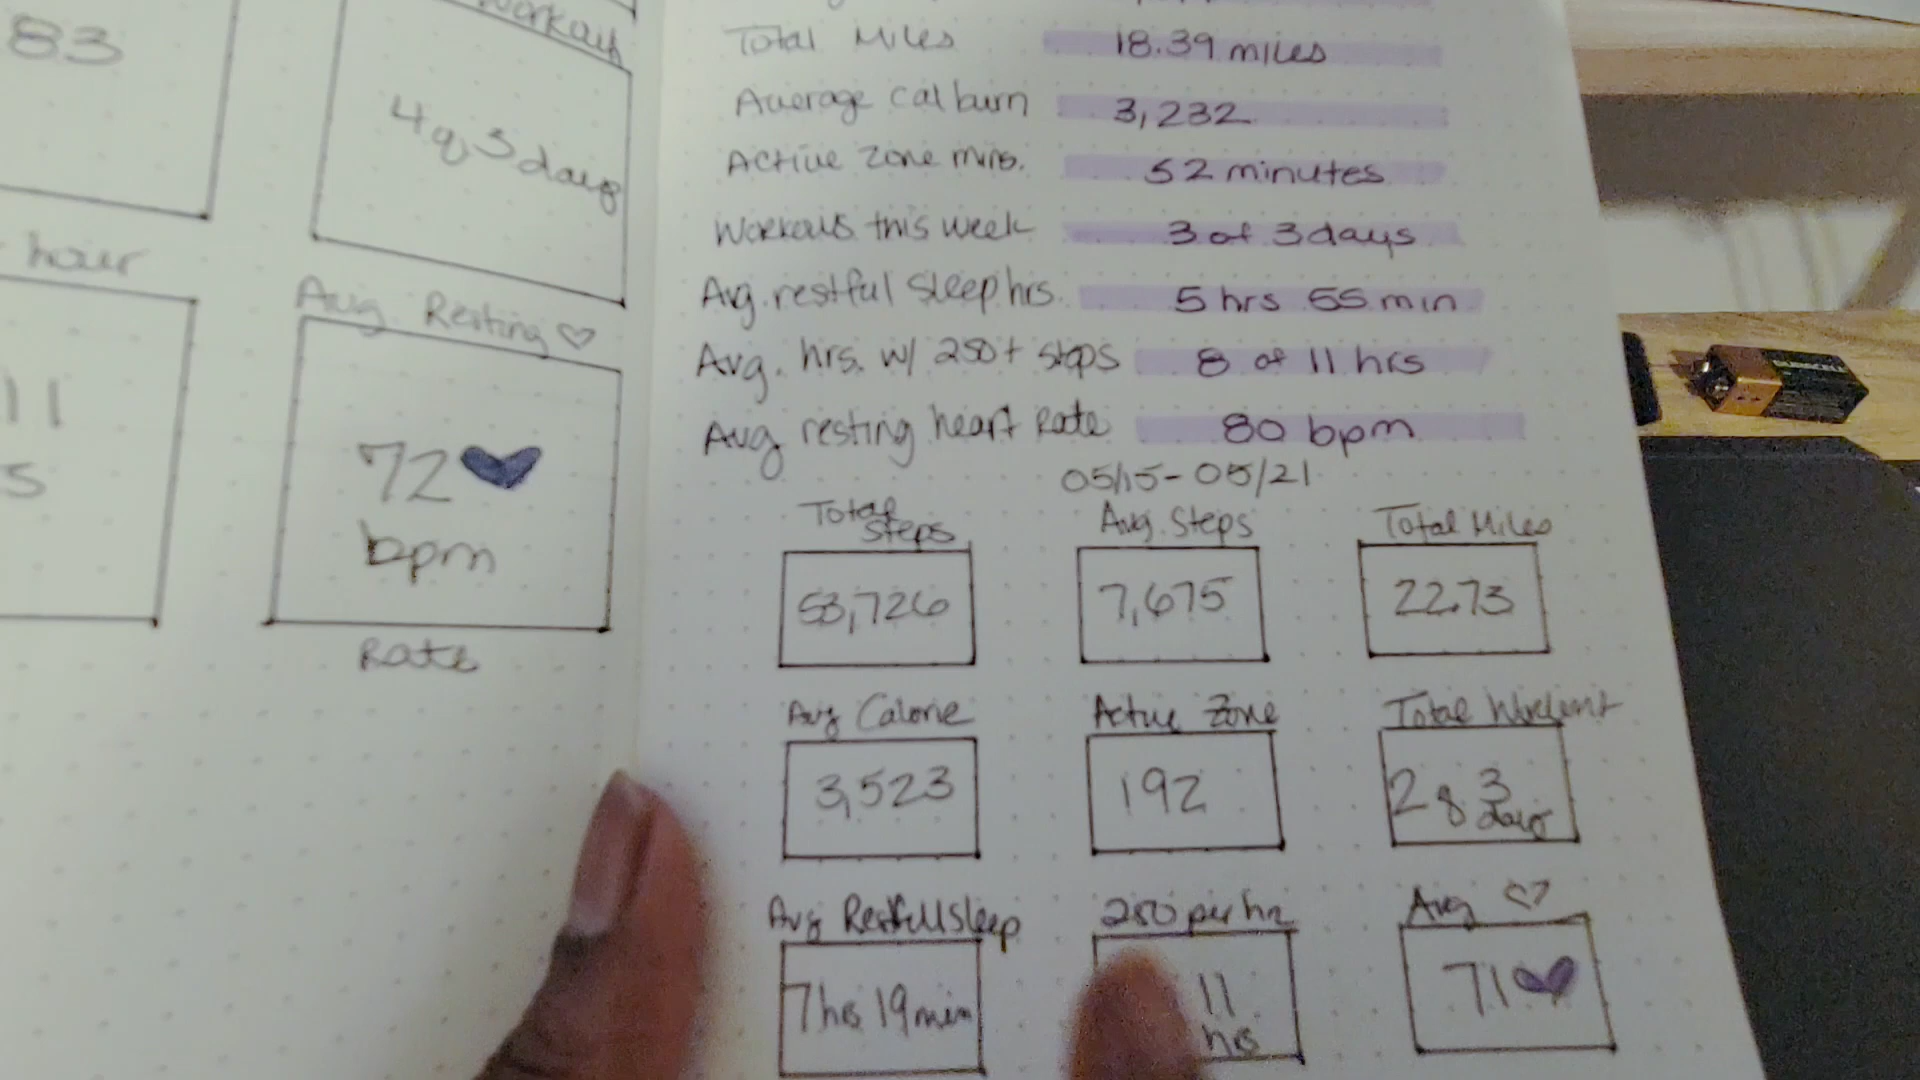 83
Workout
4 of 5 days
hour
11
5
Avg Resting ♡
72
bpm
Rate
Total Miles 18.39 miles
Average cal burn 3,232
Active zone mins. 52 minutes
Workouts this week 3 of 3 days
Avg. restful sleep hrs. 5 hrs 55 min
Avg. hrs. w/ 250+ steps 8 of 11 hrs
Avg resting heart Rate 80 bpm
05/15 - 05/21
Total Steps Avg. Steps Total Miles
53,726 7,675 22.73
Avg Calorie Active Zone Total Workout
3,523 192 2 of 3 days
Avg Restfull Sleep 250 per hr Avg ♡
7 hrs 19 min 11 hrs 71